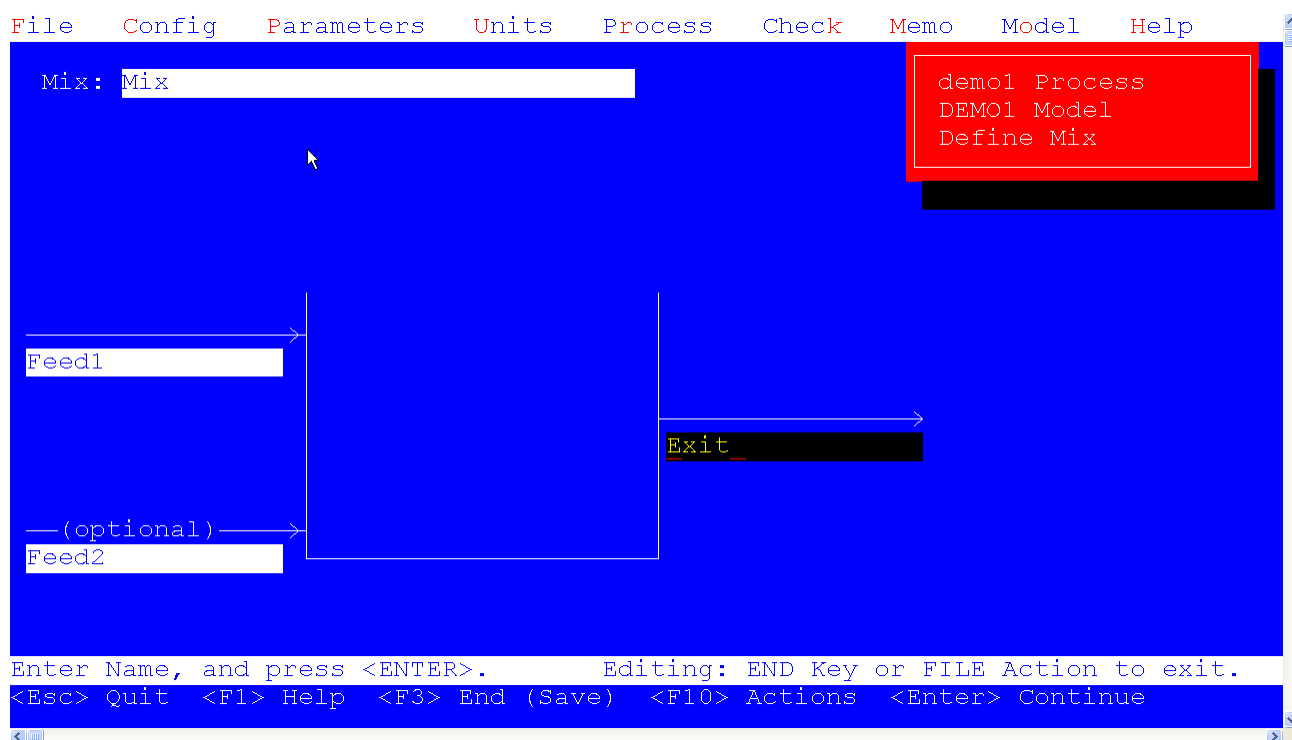 File Config Parameters Units Process Check Memo Model Help
Mix: Mix
demo1 Process
DEMO1 Model
Define Mix
Feed1
Exit_
(optional)
Feed2
Enter Name, and press <ENTER>. Editing: END Key or FILE Action to exit.
<Esc> Quit <F1> Help <F3> End (Save) <F10> Actions <Enter> Continue